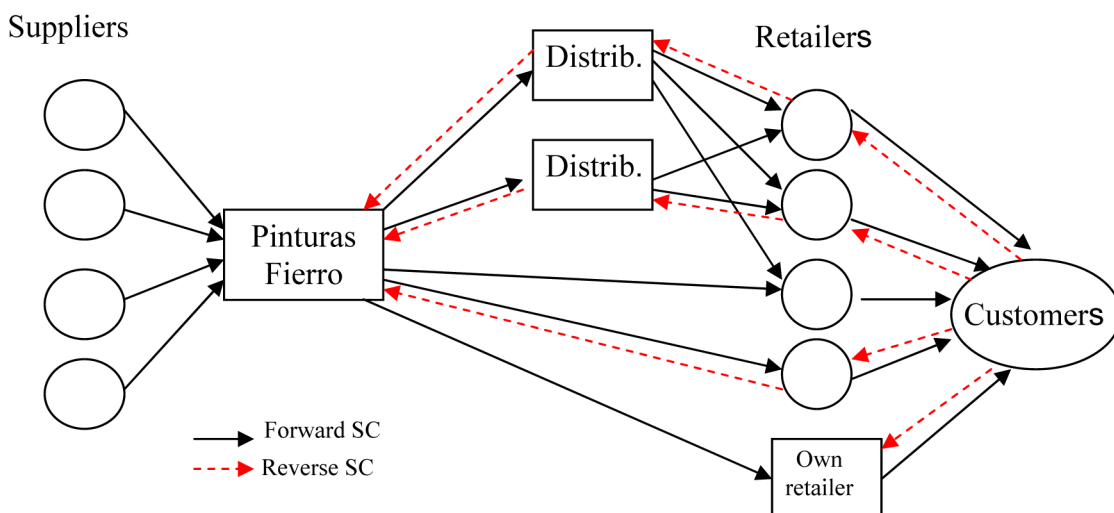 Suppliers
Distrib.
Retailers
Distrib.
Pinturas
Fierro
Customers
Forward SC
Reverse SC
Own
retailer